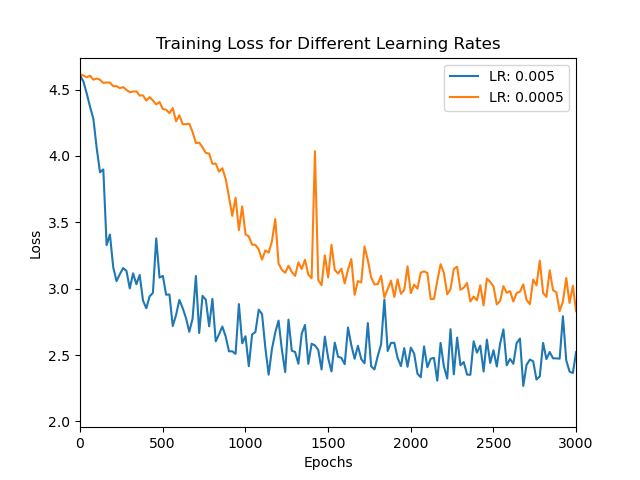 Training Loss for Different Learning Rates
LR: 0.005
LR: 0.0005
4.5
4.0
3.5
3.0
2.5
2.0
Loss
0 500 1000 1500 2000 2500 3000
Epochs